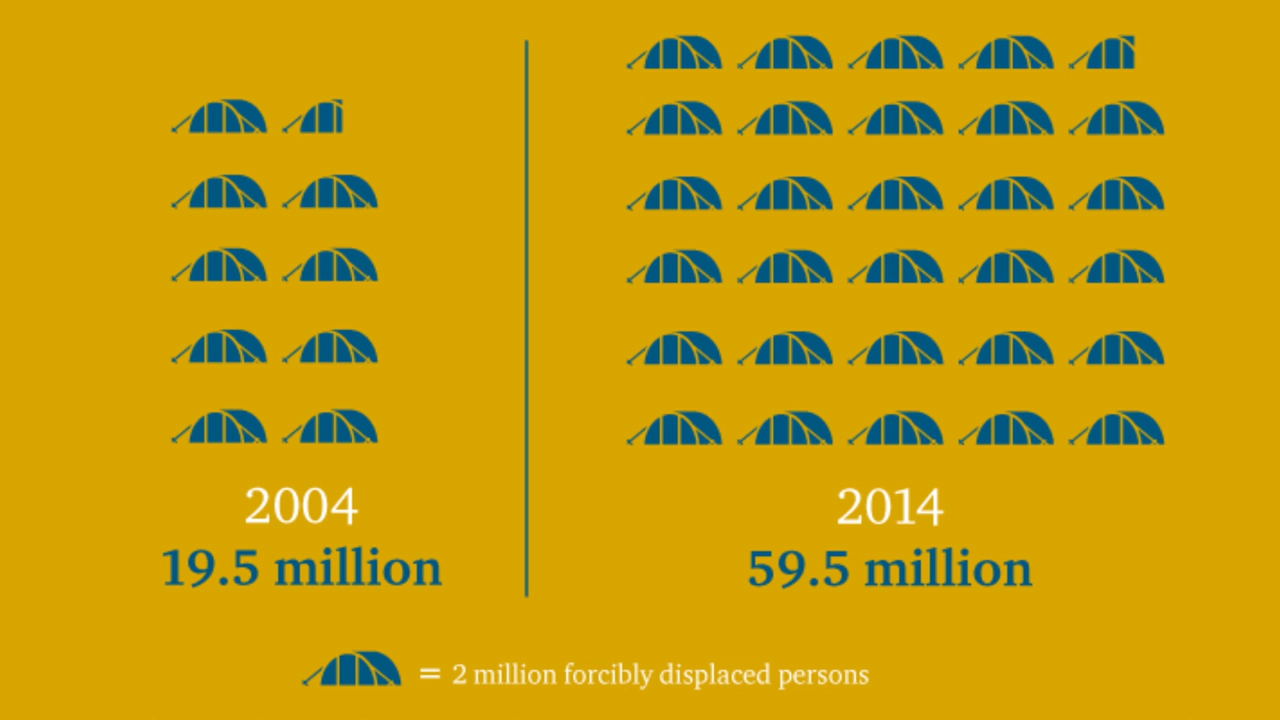 2004
19.5 million
2014
59.5 million
= 2 million forcibly displaced persons